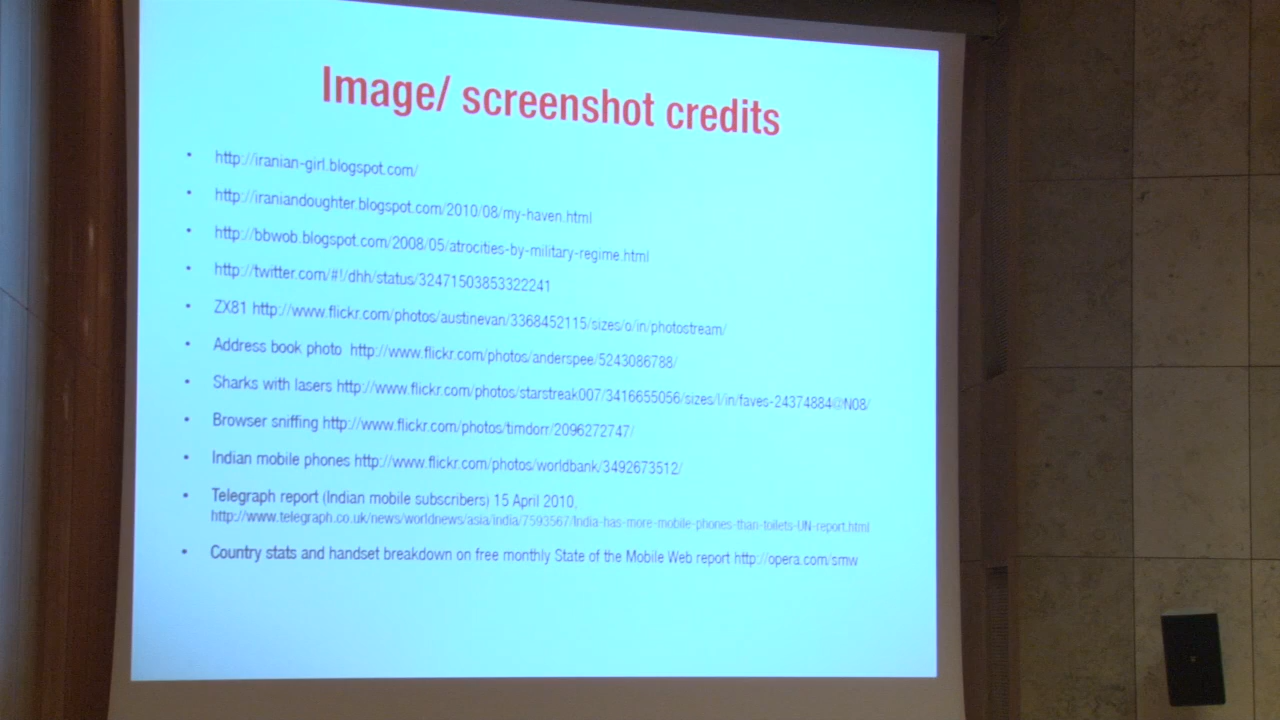 Image/ screenshot credits
• http://iranian-girl.blogspot.com/
• http://iraniandoughter.blogspot.com/2010/08/my-haven.html
• http://bbwob.blogspot.com/2008/05/atrocities-by-military-regime.html
• http://twitter.com/#!/dhh/status/32471503853322241
• ZX81 http://www.flickr.com/photos/austinevan/3368452115/sizes/o/in/photostream/
• Address book photo http://www.flickr.com/photos/anderspee/5243086788/
• Sharks with lasers http://www.flickr.com/photos/starstreak007/3416655056/sizes/l/in/faves-24374884@N08/
• Browser sniffing http://www.flickr.com/photos/timdorr/2096272747/
• Indian mobile phones http://www.flickr.com/photos/worldbank/3492673512/
• Telegraph report (Indian mobile subscribers) 15 April 2010,
http://www.telegraph.co.uk/news/worldnews/asia/india/7593567/India-has-more-mobile-phones-than-toilets-UN-report.html
• Country stats and handset breakdown on free monthly State of the Mobile Web report http://opera.com/smw